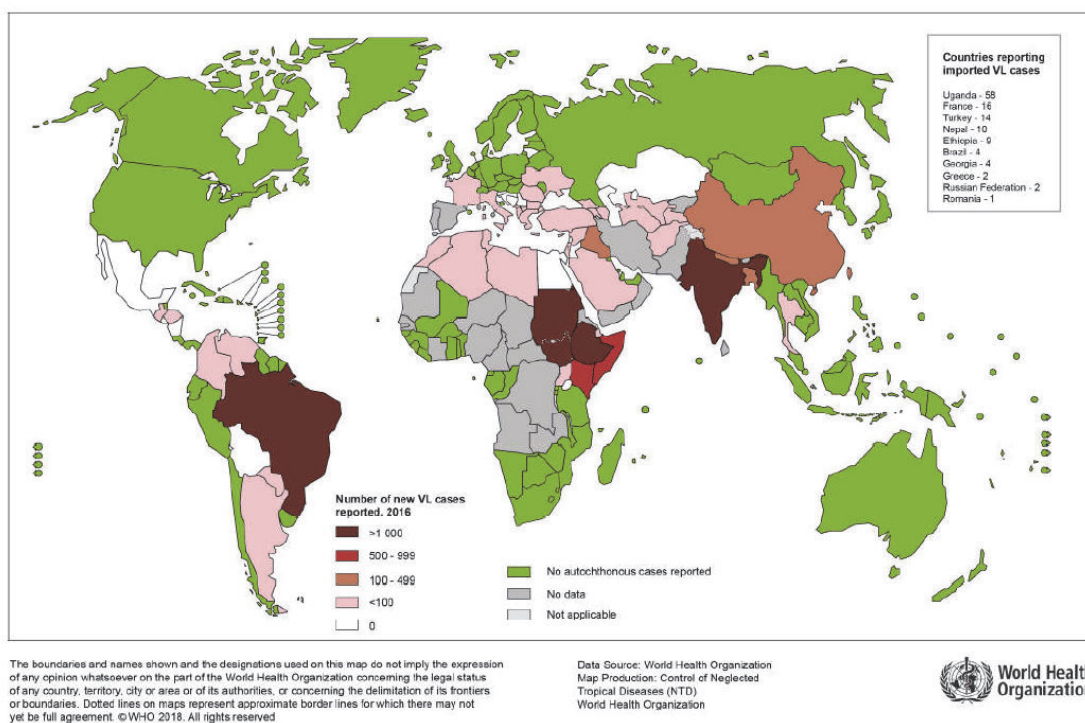 Countries reporting
imported VL cases
Uganda - 58
France - 16
Turkey - 14
Nepal - 10
Ethiopia - 9
Brazil - 4
Georgia - 4
Greece - 2
Russian Federation - 2
Romania - 1
Number of new VL cases
reported, 2016
>1 000
500 - 999
100 - 499
<100
0
No autochthonous cases reported
No data
Not applicable
The boundaries and names shown and the designations used on this map do not imply the expression
of any opinion whatsoever on the part of the World Health Organization concerning the legal status
of any country, territory, city or area or of its authorities, or concerning the delimitation of its frontiers
or boundaries. Dotted lines on maps represent approximate border lines for which there may not
yet be full agreement. © WHO 2018. All rights reserved
Data Source: World Health Organization
Map Production: Control of Neglected
Tropical Diseases (NTD)
World Health Organization
World Health
Organization